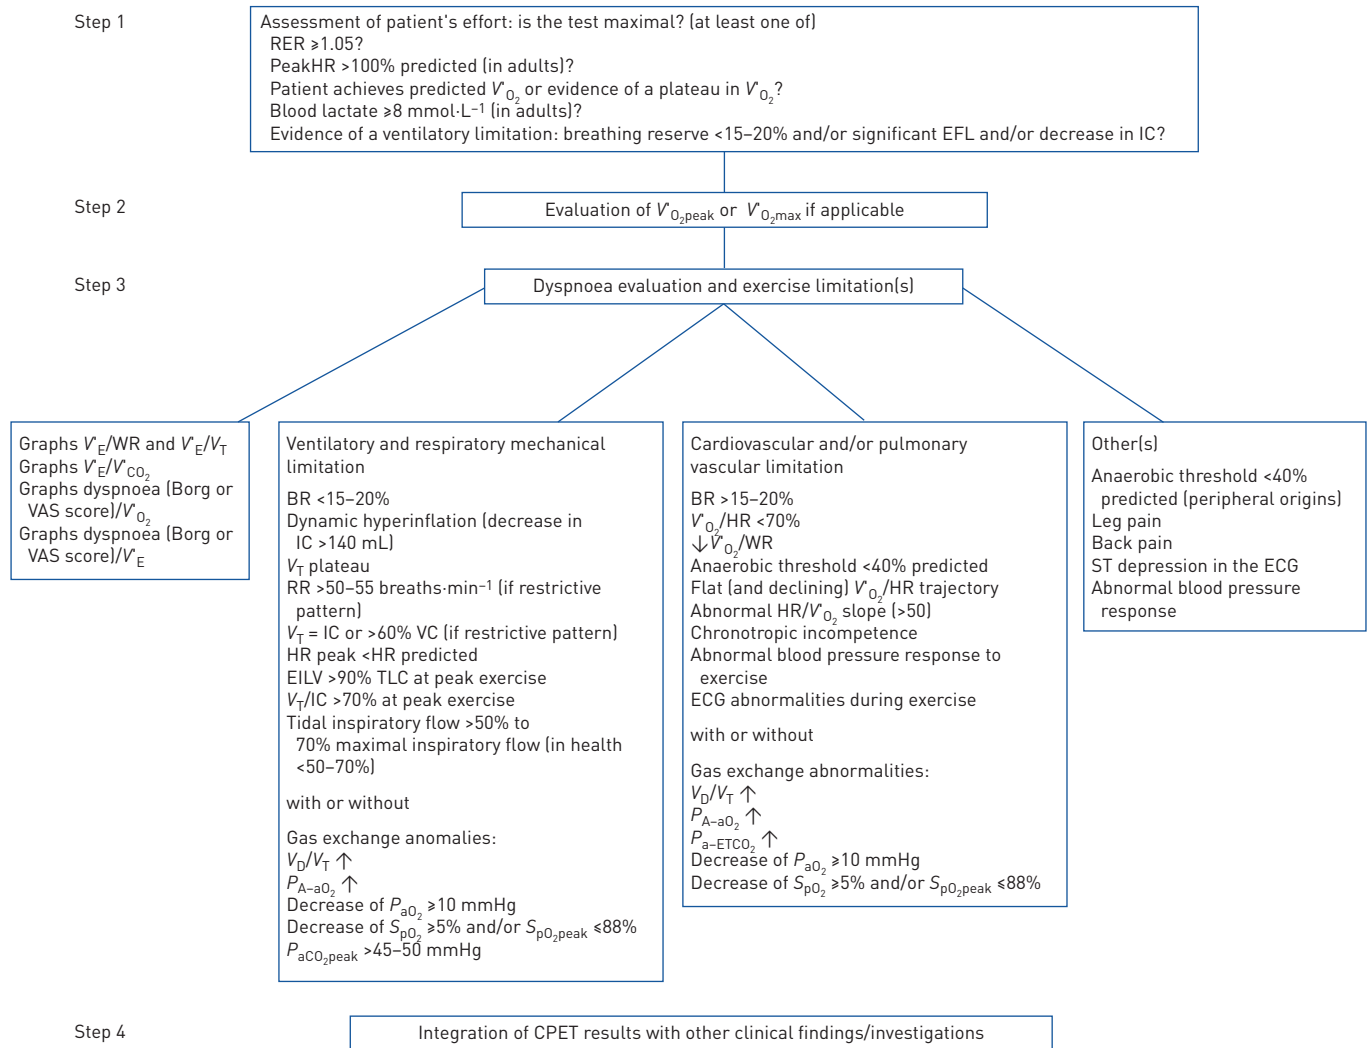 Step 1
Assessment of patient's effort: is the test maximal? (at least one of)
RER ⩾1.05?
PeakHR >100% predicted (in adults)?
Patient achieves predicted V′O2 or evidence of a plateau in V′O2?
Blood lactate ⩾8 mmol·L−1 (in adults)?
Evidence of a ventilatory limitation: breathing reserve <15–20% and/or significant EFL and/or decrease in IC?
Step 2
Evaluation of V′O2peak or V′O2max if applicable
Step 3
Dyspnoea evaluation and exercise limitation(s)
Graphs V′E/WR and V′E/VT
Graphs V′E/V′CO2
Graphs dyspnoea (Borg or
VAS score)/V′O2
Graphs dyspnoea (Borg or
VAS score)/V′E
Ventilatory and respiratory mechanical
limitation
BR <15–20%
Dynamic hyperinflation (decrease in
IC >140 mL)
VT plateau
RR >50–55 breaths·min−1 (if restrictive
pattern)
VT = IC or >60% VC (if restrictive pattern)
HR peak <HR predicted
EILV >90% TLC at peak exercise
VT/IC >70% at peak exercise
Tidal inspiratory flow >50% to
70% maximal inspiratory flow (in health
<50–70%)
with or without
Gas exchange anomalies:
VD/VT ↑
PA–aO2 ↑
Decrease of PaO2 ⩾10 mmHg
Decrease of SpO2 ⩾5% and/or SpO2peak ⩽88%
PaCO2peak >45–50 mmHg
Cardiovascular and/or pulmonary
vascular limitation
BR >15–20%
V′O2/HR <70%
↓V′O2/WR
Anaerobic threshold <40% predicted
Flat (and declining) V′O2/HR trajectory
Abnormal HR/V′O2 slope (>50)
Chronotropic incompetence
Abnormal blood pressure response to
exercise
ECG abnormalities during exercise
with or without
Gas exchange abnormalities:
VD/VT ↑
PA–aO2 ↑
Pa–ETCO2 ↑
Decrease of PaO2 ⩾10 mmHg
Decrease of SpO2 ⩾5% and/or SpO2peak ⩽88%
Other(s)
Anaerobic threshold <40%
predicted (peripheral origins)
Leg pain
Back pain
ST depression in the ECG
Abnormal blood pressure
response
Step 4
Integration of CPET results with other clinical findings/investigations